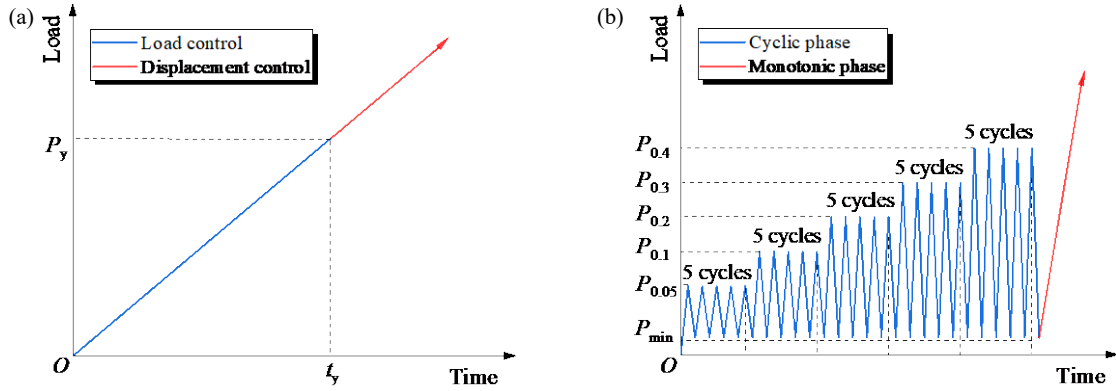 (a)
Load
Load control
Displacement control
P_y
O
t_y
Time
(b)
Load
Cyclic phase
Monotonic phase
5 cycles
P_0.4
5 cycles
P_0.3
5 cycles
P_0.2
5 cycles
P_0.1
5 cycles
P_0.05
P_min
O
Time